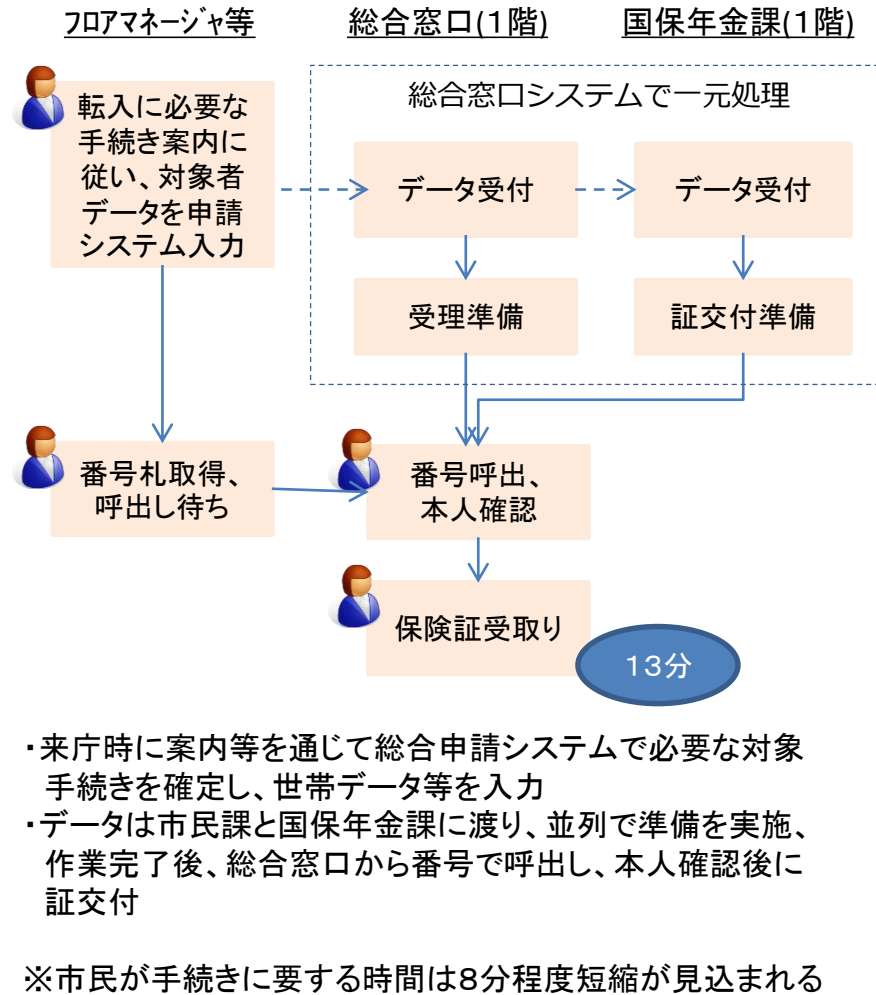 ﾌﾛｱﾏﾈｰｼﾞｬ等
総合窓口(1階)
国保年金課(1階)
転入に必要な
手続き案内に
従い、対象者
データを申請
システム入力
総合窓口システムで一元処理
データ受付
データ受付
受理準備
証交付準備
番号札取得、
呼出し待ち
番号呼出、
本人確認
保険証受取り
13分
・来庁時に案内等を通じて総合申請システムで必要な対象
手続きを確定し、世帯データ等を入力
・データは市民課と国保年金課に渡り、並列で準備を実施、
作業完了後、総合窓口から番号で呼出し、本人確認後に
証交付
※市民が手続きに要する時間は8分程度短縮が見込まれる